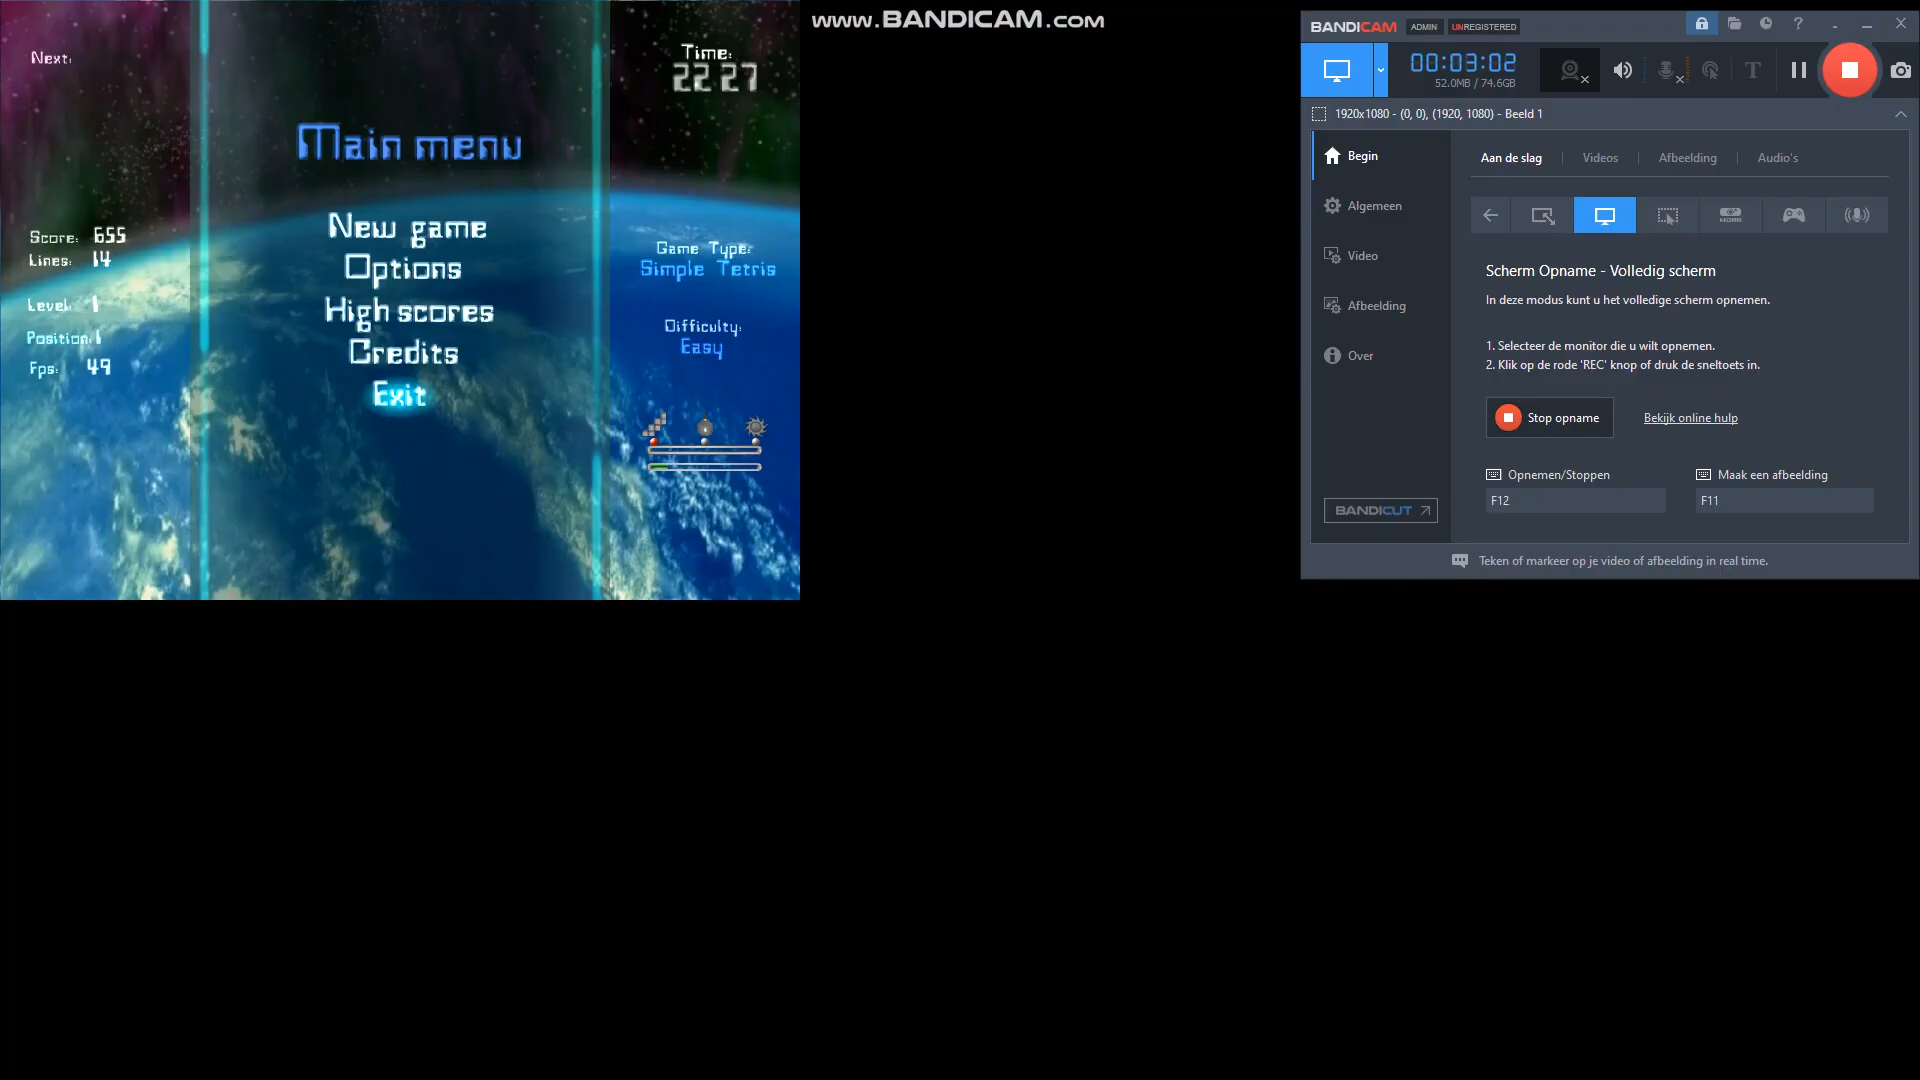 www.BANDICAM.com
Next:
Time:
22:27
Main menu
New game
Options
High scores
Credits
Exit
Score: 655
Lines: 14
Level: 1
Position: 1
Fps: 49
Game Type:
Simple Tetris
Difficulty:
Easy
BANDICAM ADMIN UNREGISTERED
00:03:02
52.0MB / 74.6GB
1920x1080 - (0, 0), (1920, 1080) - Beeld 1
Begin
Algemeen
Video
Afbeelding
Over
BANDICUT
Aan de slag
Videos
Afbeelding
Audio's
HDMI
Scherm Opname - Volledig scherm
In deze modus kunt u het volledige scherm opnemen.
1. Selecteer de monitor die u wilt opnemen.
2. Klik op de rode 'REC' knop of druk de sneltoets in.
Stop opname
Bekijk online hulp
Opnemen/Stoppen
Maak een afbeelding
F12
F11
Teken of markeer op je video of afbeelding in real time.